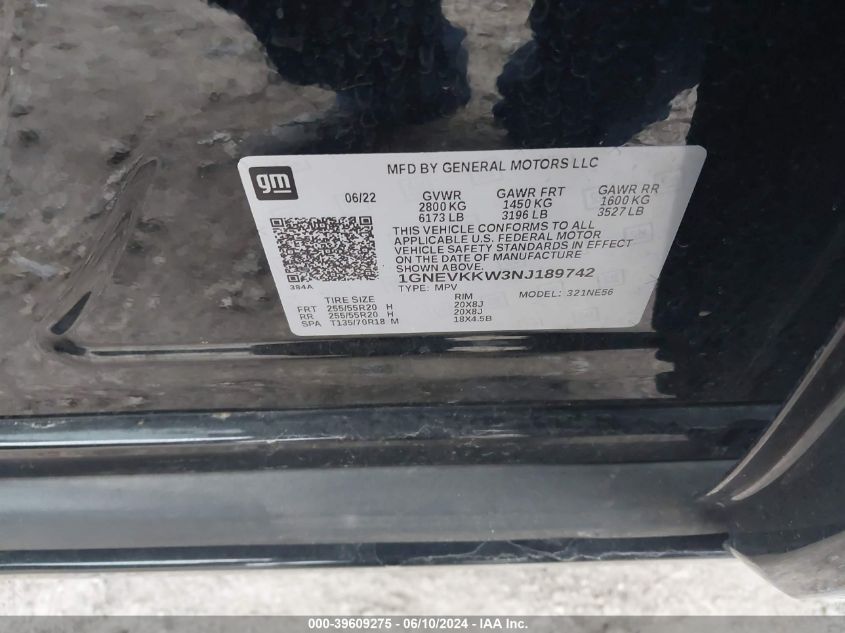 gm
MFD BY GENERAL MOTORS LLC
06/22 GVWR GAWR FRT GAWR RR
2800 KG 1450 KG 1600 KG
6173 LB 3196 LB 3527 LB
THIS VEHICLE CONFORMS TO ALL
APPLICABLE U.S. FEDERAL MOTOR
VEHICLE SAFETY STANDARDS IN EFFECT
ON THE DATE OF MANUFACTURE
SHOWN ABOVE.
384A
1GNEVKKW3NJ189742
TYPE: MPV MODEL: 321NE56
TIRE SIZE RIM
FRT 255/55R20 H 20X8J
RR 255/55R20 H 20X8J
SPA T135/70R18 M 18X4.5B
000-39609275 - 06/10/2024 - IAA Inc.